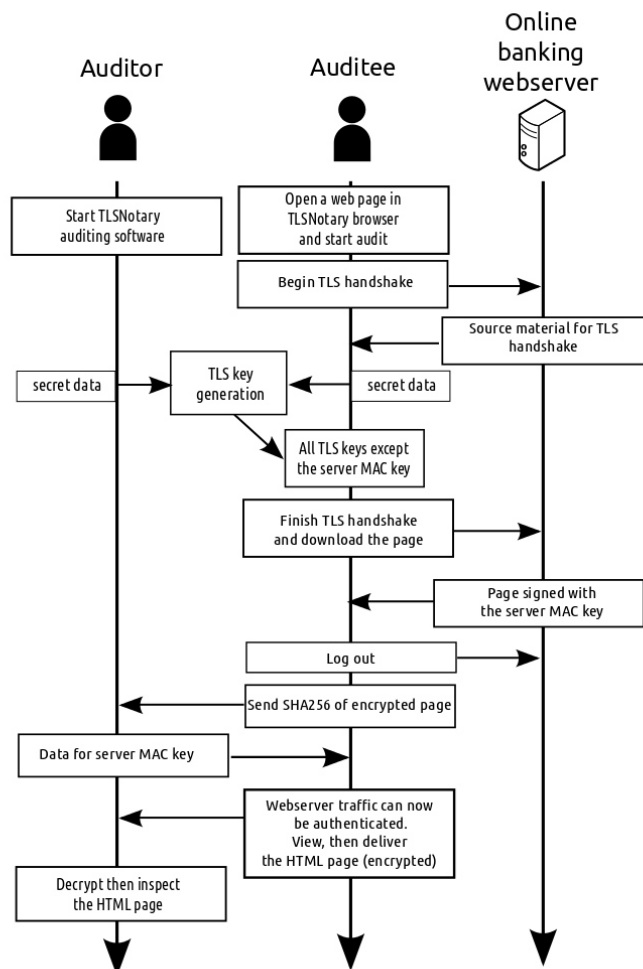 Auditor
Auditee
Online
banking
webserver
Start TLSNotary
auditing software
Open a web page in
TLSNotary browser
and start audit
Begin TLS handshake
Source material for TLS
handshake
secret data
TLS key
generation
secret data
All TLS keys except
the server MAC key
Finish TLS handshake
and download the page
Page signed with
the server MAC key
Log out
Send SHA256 of encrypted page
Data for server MAC key
Webserver traffic can now
be authenticated.
View, then deliver
the HTML page (encrypted)
Decrypt then inspect
the HTML page